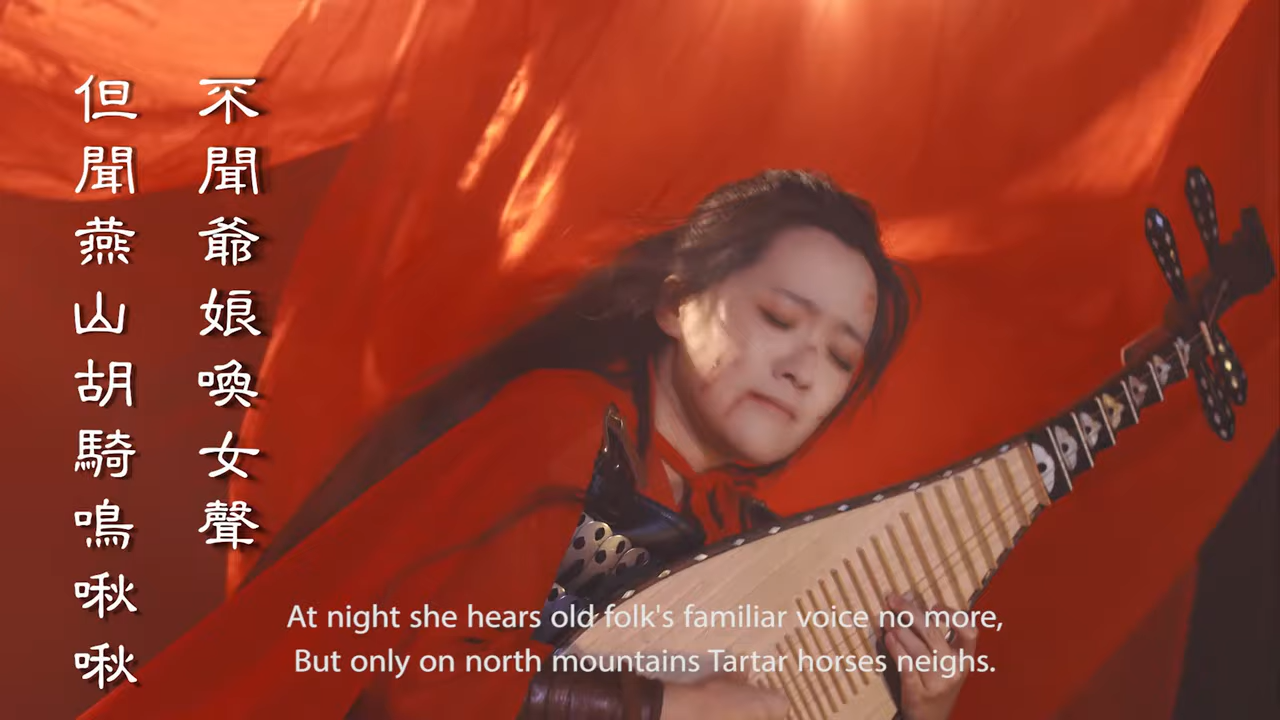 不聞爺娘喚女聲
但聞燕山胡騎鳴啾啾
At night she hears old folk's familiar voice no more,
But only on north mountains Tartar horses neighs.